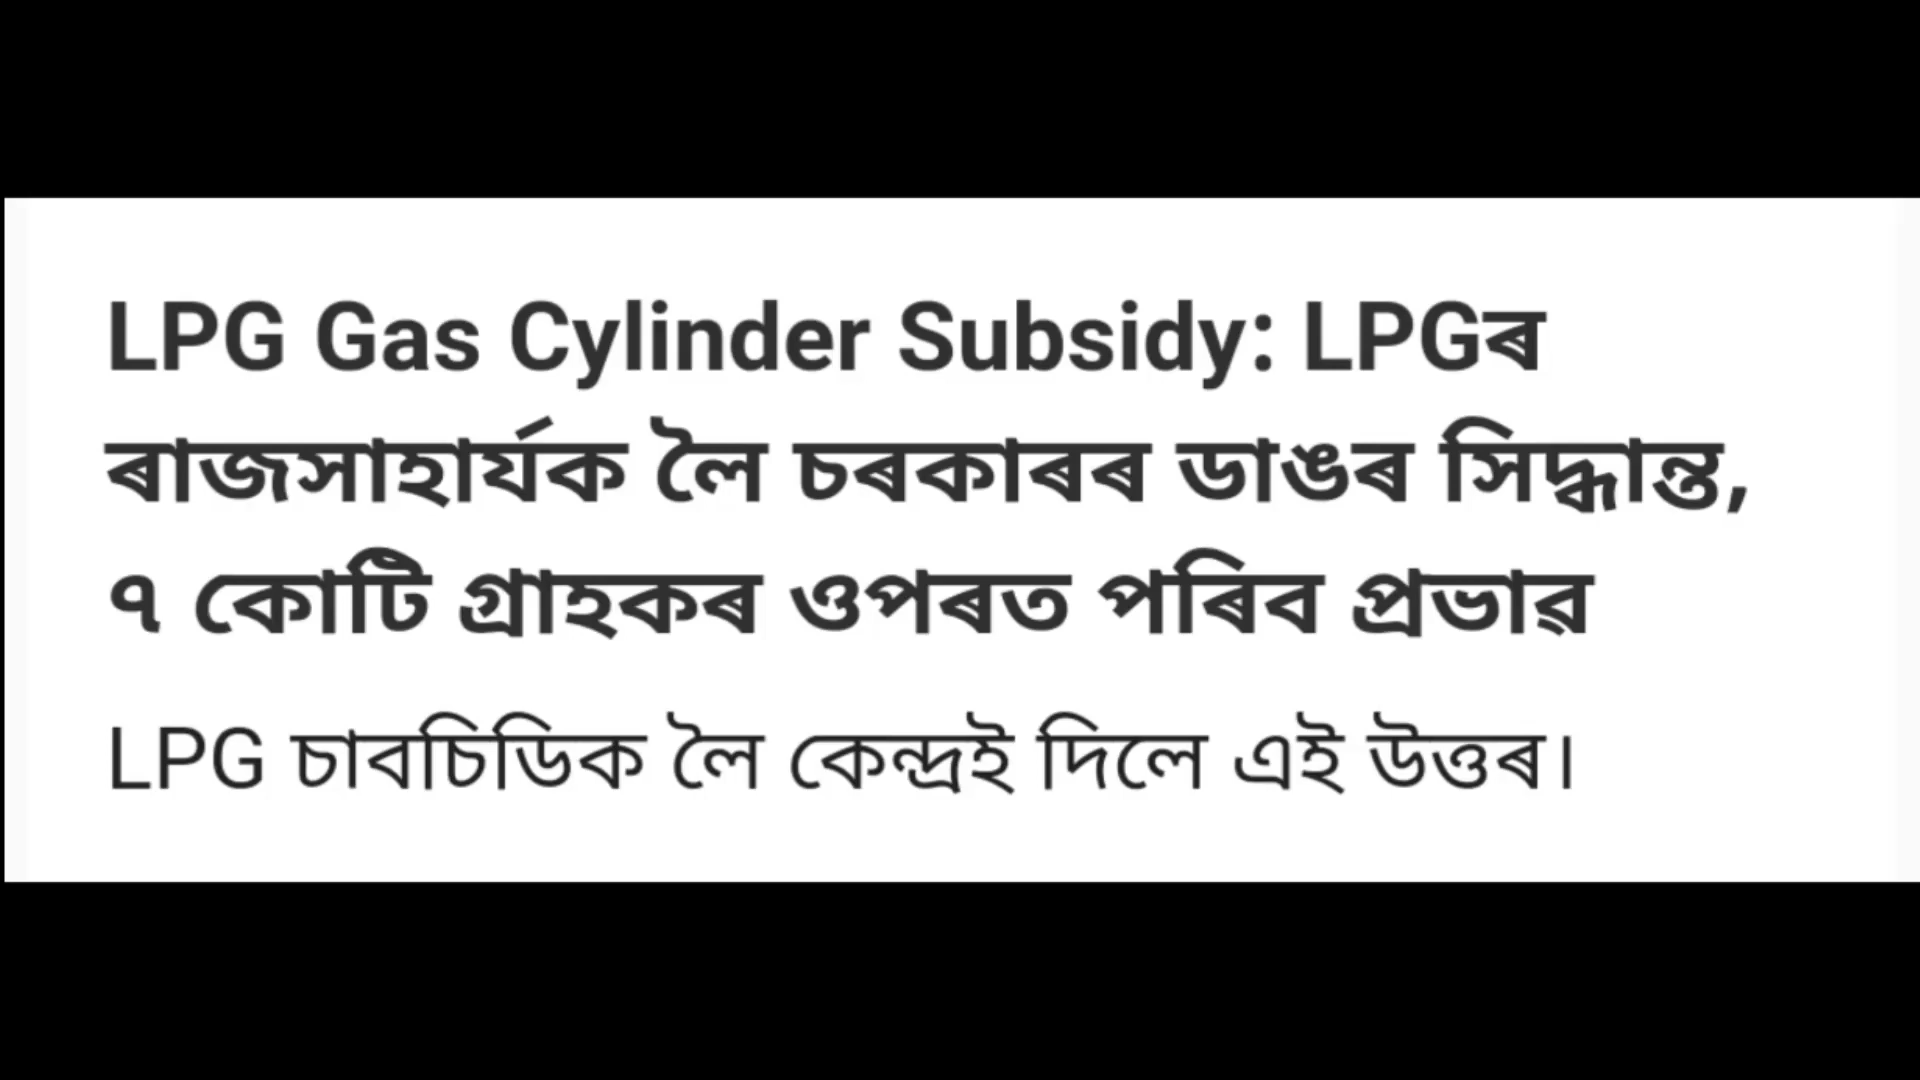 LPG Gas Cylinder Subsidy: LPGৰ
ৰাজসাহাৰ্যক লৈ চৰকাৰৰ ডাঙৰ সিদ্ধান্ত,
৭ কোটি গ্ৰাহকৰ ওপৰত পৰিব প্ৰভাৱ
LPG চাবচিডিক লৈ কেন্দ্ৰই দিলে এই উত্তৰ।